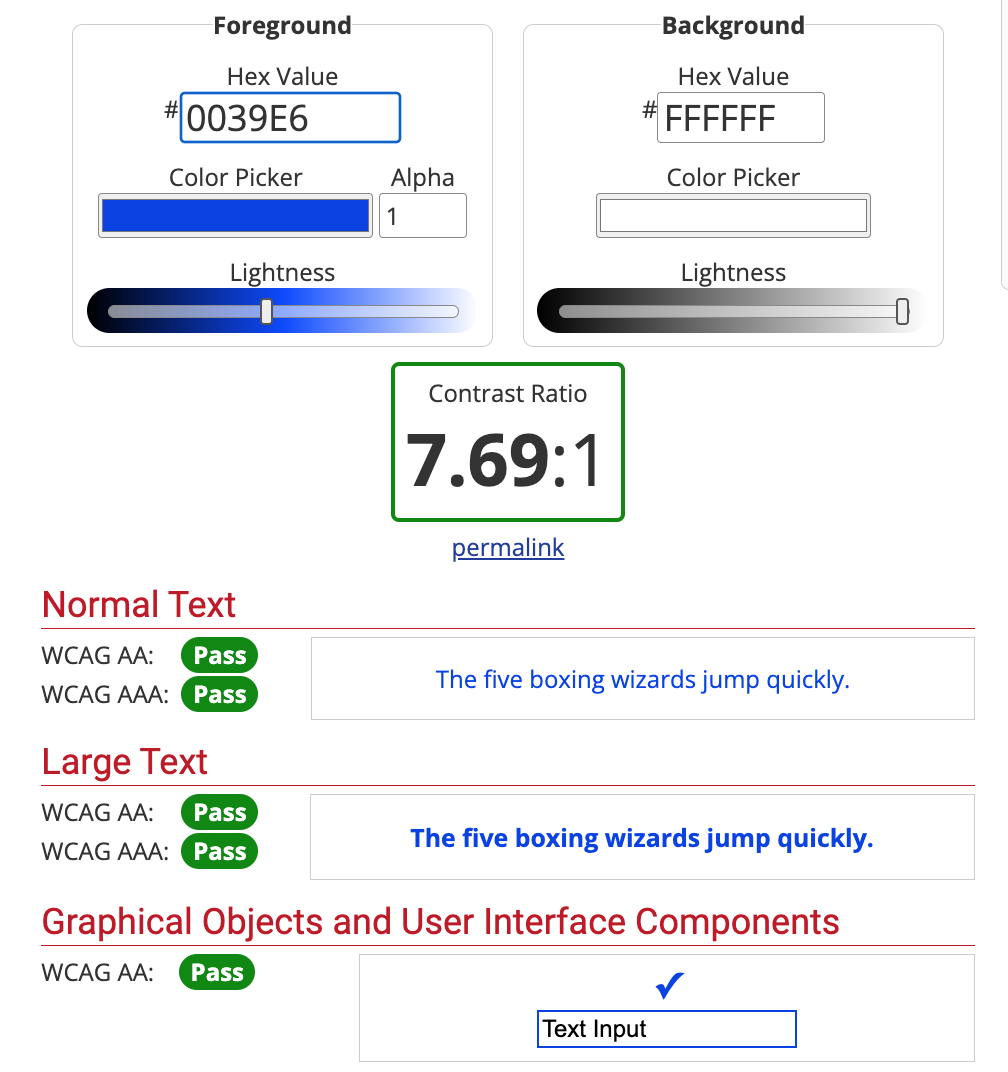 Foreground
Background
Hex Value
# 0039E6
Color Picker Alpha
1
Lightness
Hex Value
# FFFFFF
Color Picker
Lightness
Contrast Ratio
7.69:1
permalink
Normal Text
WCAG AA: Pass
WCAG AAA: Pass
The five boxing wizards jump quickly.
Large Text
WCAG AA: Pass
WCAG AAA: Pass
The five boxing wizards jump quickly.
Graphical Objects and User Interface Components
WCAG AA: Pass
✔
Text Input